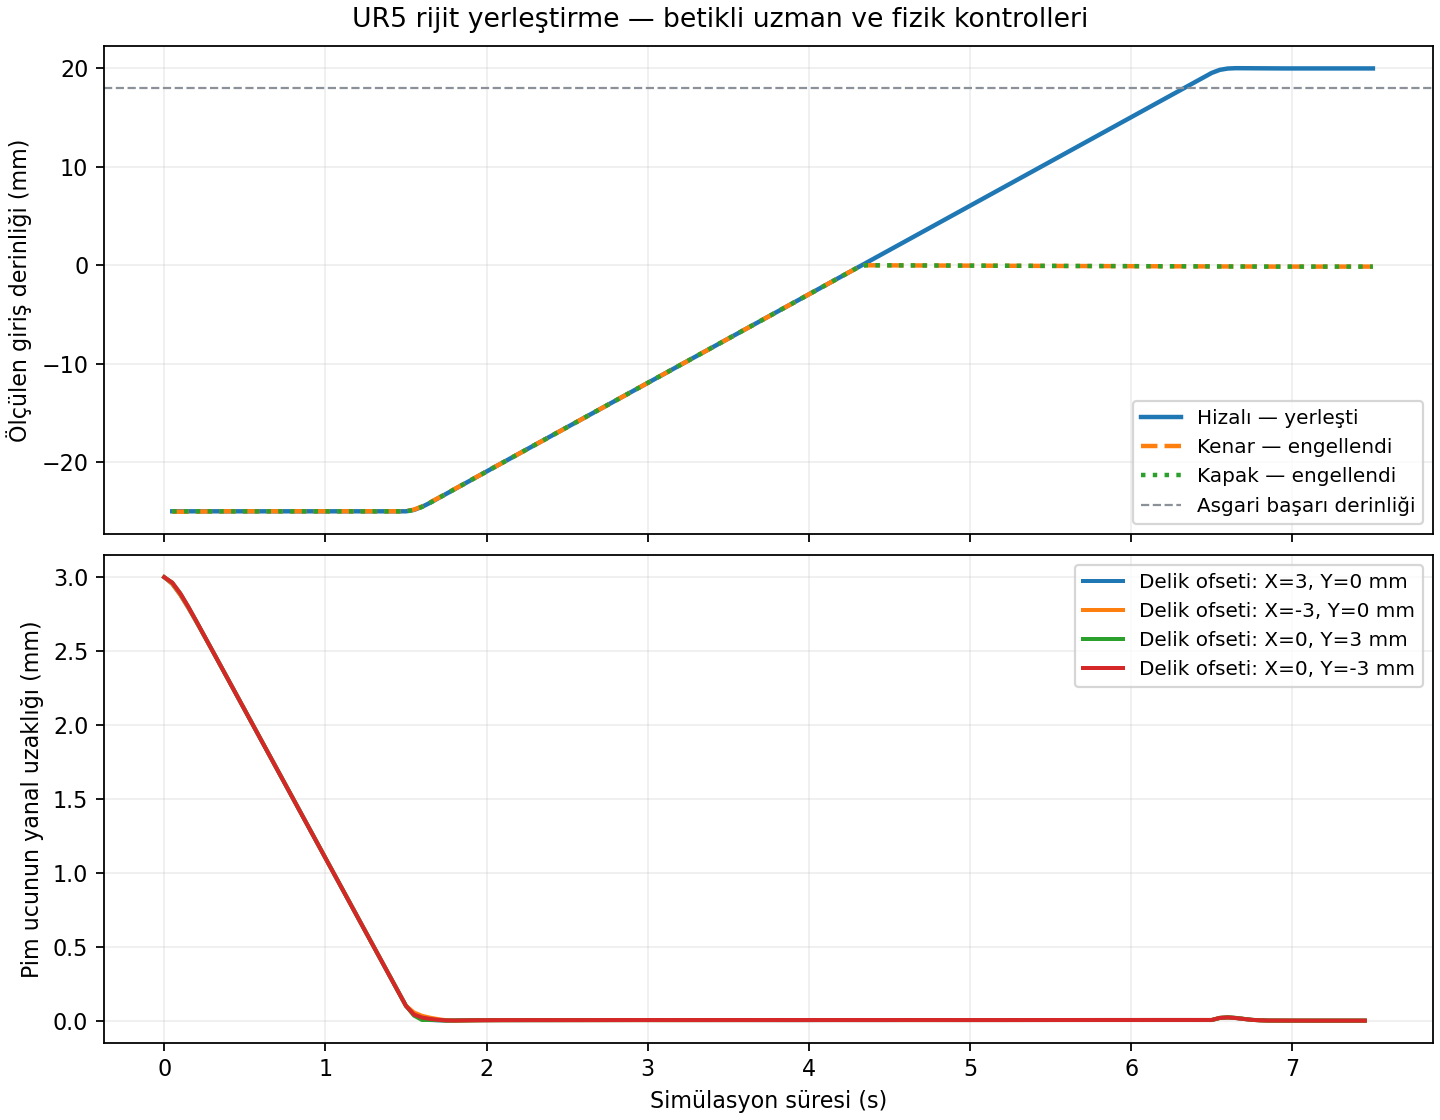 UR5 rijit yerleştirme — betikli uzman ve fizik kontrolleri
Ölçülen giriş derinliği (mm)
20
10
0
−10
−20
Hizalı — yerleşti
Kenar — engellendi
Kapak — engellendi
Asgari başarı derinliği
Pim ucunun yanal uzaklığı (mm)
3.0
2.5
2.0
1.5
1.0
0.5
0.0
Delik ofseti: X=3, Y=0 mm
Delik ofseti: X=-3, Y=0 mm
Delik ofseti: X=0, Y=3 mm
Delik ofseti: X=0, Y=-3 mm
0 1 2 3 4 5 6 7
Simülasyon süresi (s)